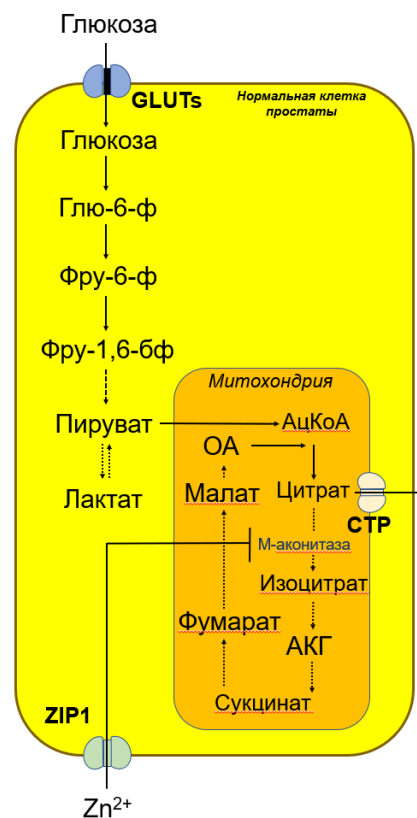 Глюкоза
GLUTs
Нормальная клетка
простаты
Глюкоза
Глю-6-ф
Фру-6-ф
Фру-1,6-бф
Митохондрия
Пируват
АцКоА
ОА
Лактат
Малат
Цитрат
СТР
М-аконитаза
Изоцитрат
Фумарат
АКГ
Сукцинат
ZIP1
Zn²⁺